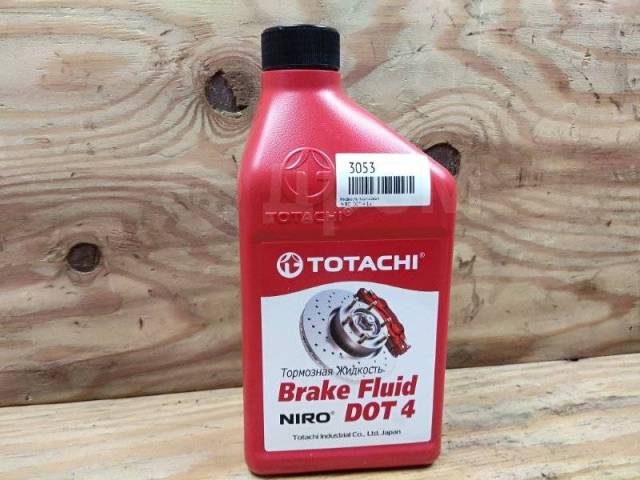 3053
TOTACHI
TOTACHI
Тормозная Жидкость
Brake Fluid
NIRO® DOT 4
Totachi Industrial Co., Ltd, Japan